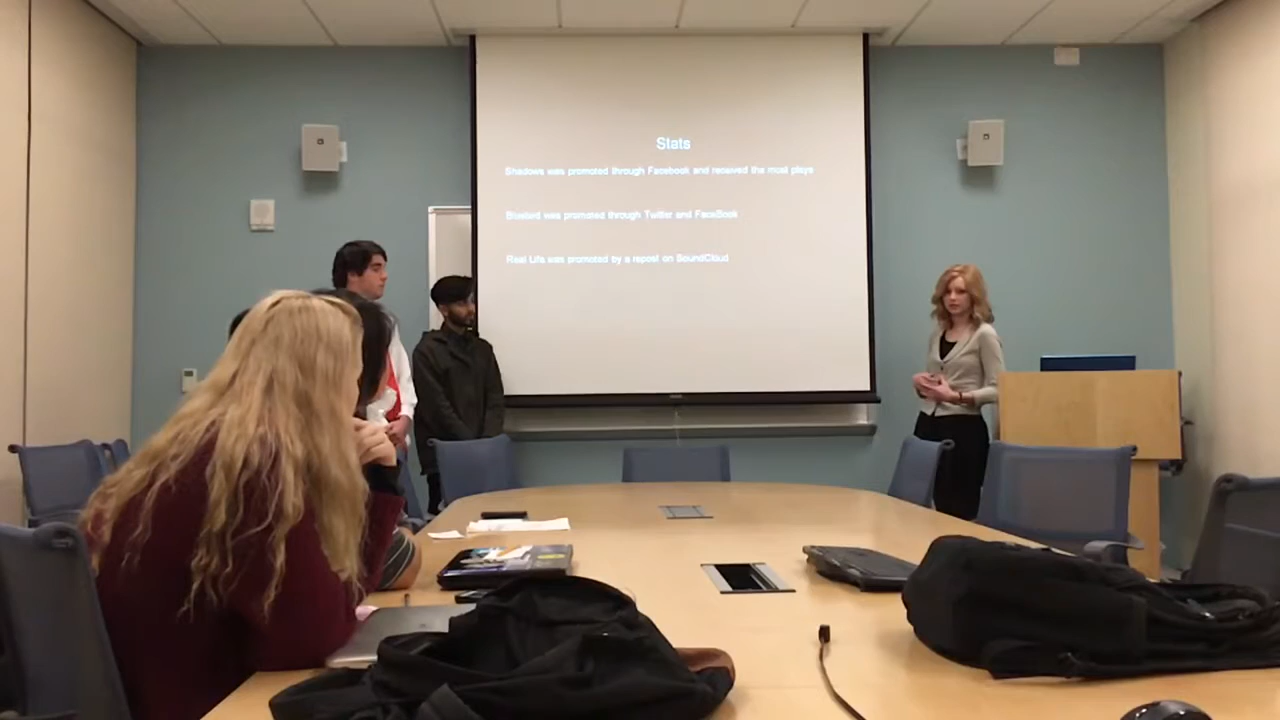 Stats
Shadows was promoted through Facebook and received the most plays
was promoted through Twitter and FaceBook
Real Life was promoted by a repost on SoundCloud